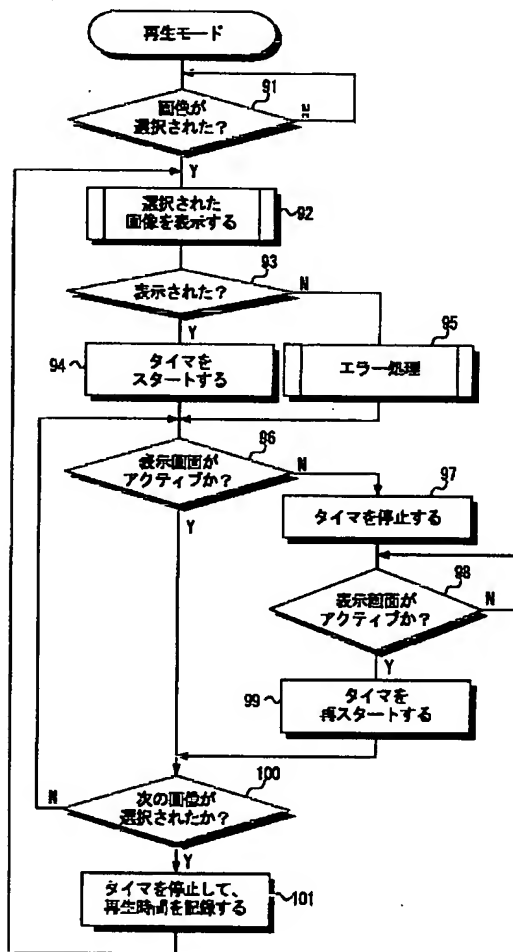 再生モード
91
画像が
選択された？
N
Y
選択された
画像を表示する
92
93
表示された？
N
Y
94
タイマを
スタートする
95
エラー処理
96
表示画面が
アクティブか？
N
Y
97
タイマを停止する
98
表示画面が
アクティブか？
N
Y
99
タイマを
再スタートする
100
次の画像が
選択されたか？
N
Y
タイマを停止して、
再生時間を記録する
101